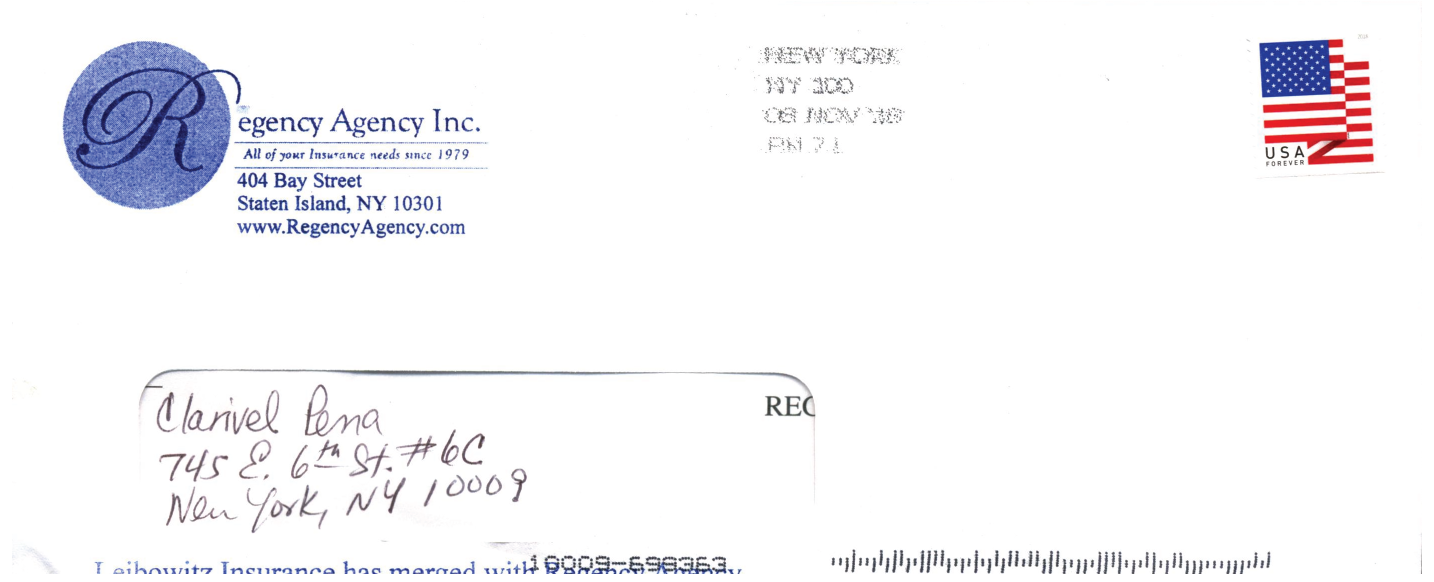 Regency Agency Inc.
All of your Insurance needs since 1979
404 Bay Street
Staten Island, NY 10301
www.RegencyAgency.com
NEW YORK
NY 100
08 NOV '18
PM 7 L
USA
FOREVER
Clarivel Pena
745 E. 6th St. #6C
New York, NY 10009
REC
10009-698363
Leibowitz Insurance has merged with Regency Agency